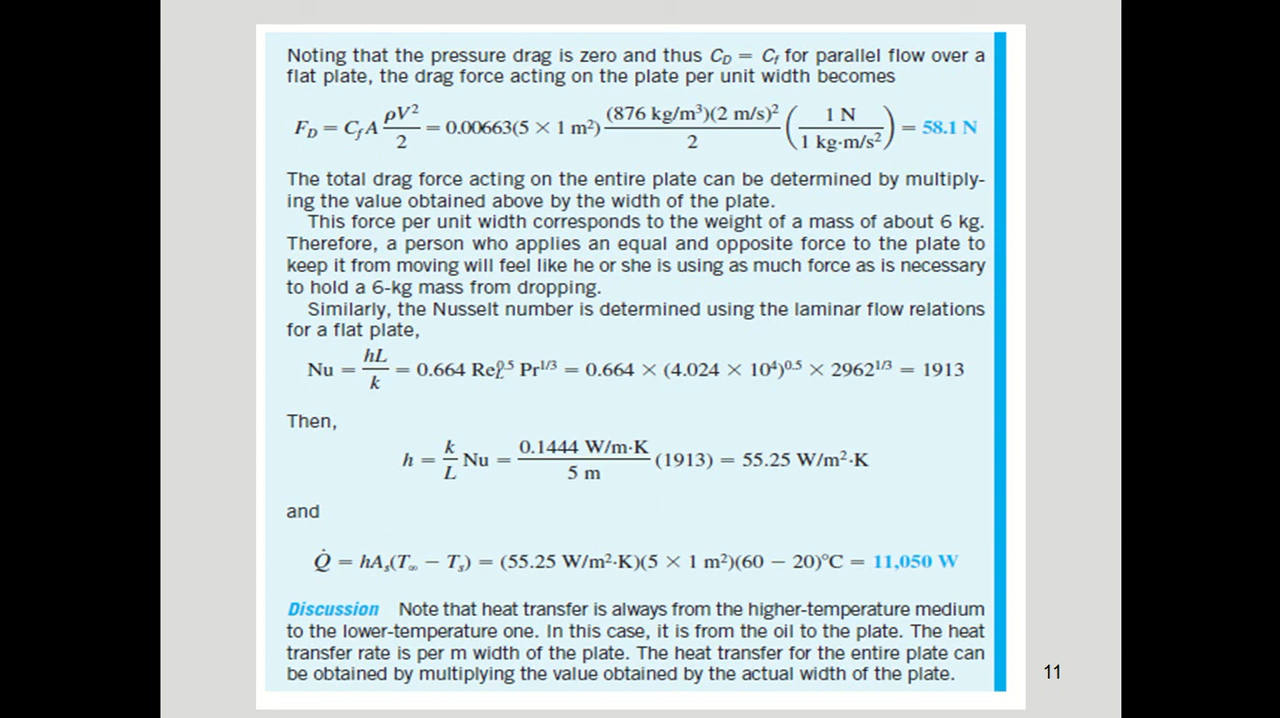 Noting that the pressure drag is zero and thus C_D = C_f for parallel flow over a
flat plate, the drag force acting on the plate per unit width becomes
F_D = C_f A ρV²/2 = 0.00663(5 × 1 m²) (876 kg/m³)(2 m/s)²/2 (1 N/1 kg·m/s²) = 58.1 N
The total drag force acting on the entire plate can be determined by multiply-
ing the value obtained above by the width of the plate.
This force per unit width corresponds to the weight of a mass of about 6 kg.
Therefore, a person who applies an equal and opposite force to the plate to
keep it from moving will feel like he or she is using as much force as is necessary
to hold a 6-kg mass from dropping.
Similarly, the Nusselt number is determined using the laminar flow relations
for a flat plate,
Nu = hL/k = 0.664 Re_L^0.5 Pr^1/3 = 0.664 × (4.024 × 10⁴)^0.5 × 2962^1/3 = 1913
Then,
h = k/L Nu = 0.1444 W/m·K/5 m (1913) = 55.25 W/m²·K
and
Q̇ = hA_s(T_∞ − T_s) = (55.25 W/m²·K)(5 × 1 m²)(60 − 20)°C = 11,050 W
Discussion Note that heat transfer is always from the higher-temperature medium
to the lower-temperature one. In this case, it is from the oil to the plate. The heat
transfer rate is per m width of the plate. The heat transfer for the entire plate can
be obtained by multiplying the value obtained by the actual width of the plate.
11